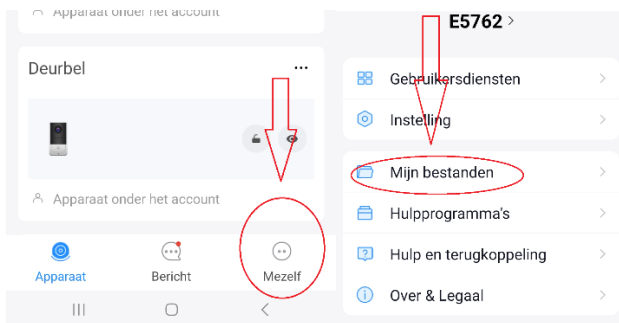 Apparaat onder het account
Deurbel
Apparaat onder het account
Apparaat
Bericht
Mezelf
E5762
Gebruikersdiensten
Instelling
Mijn bestanden
Hulpprogramma's
Hulp en terugkoppeling
Over & Legaal